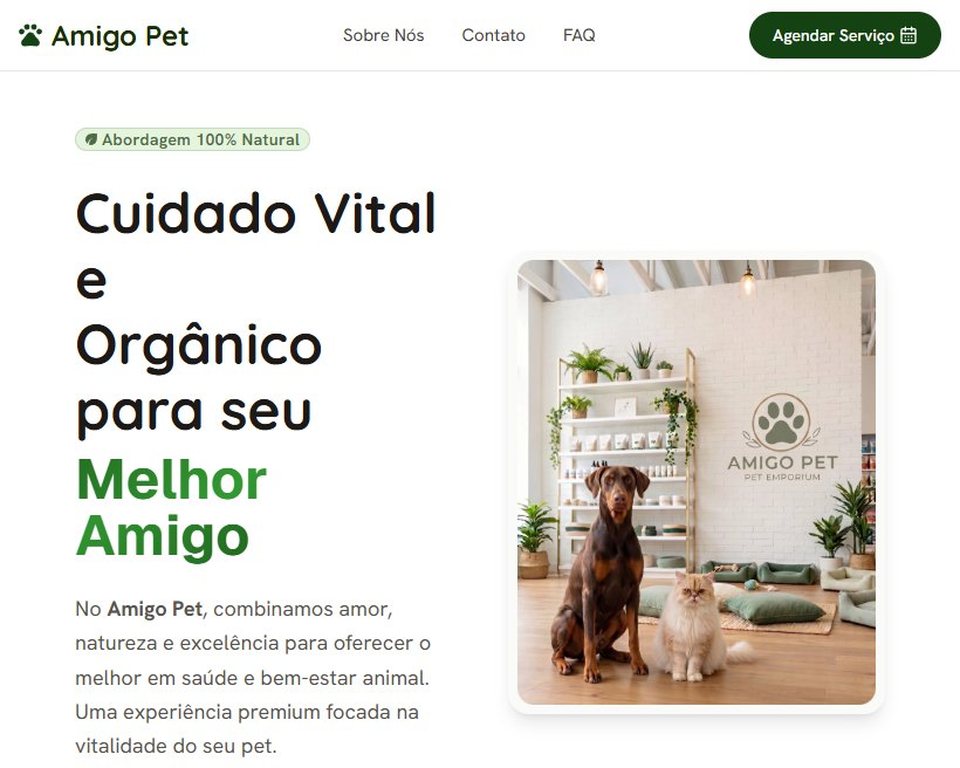 Amigo Pet
Sobre Nós
Contato
FAQ
Agendar Serviço
Abordagem 100% Natural
Cuidado Vital
e
Orgânico
para seu
Melhor
Amigo
No Amigo Pet, combinamos amor,
natureza e excelência para oferecer o
melhor em saúde e bem-estar animal.
Uma experiência premium focada na
vitalidade do seu pet.
AMIGO PET
PET EMPORIUM